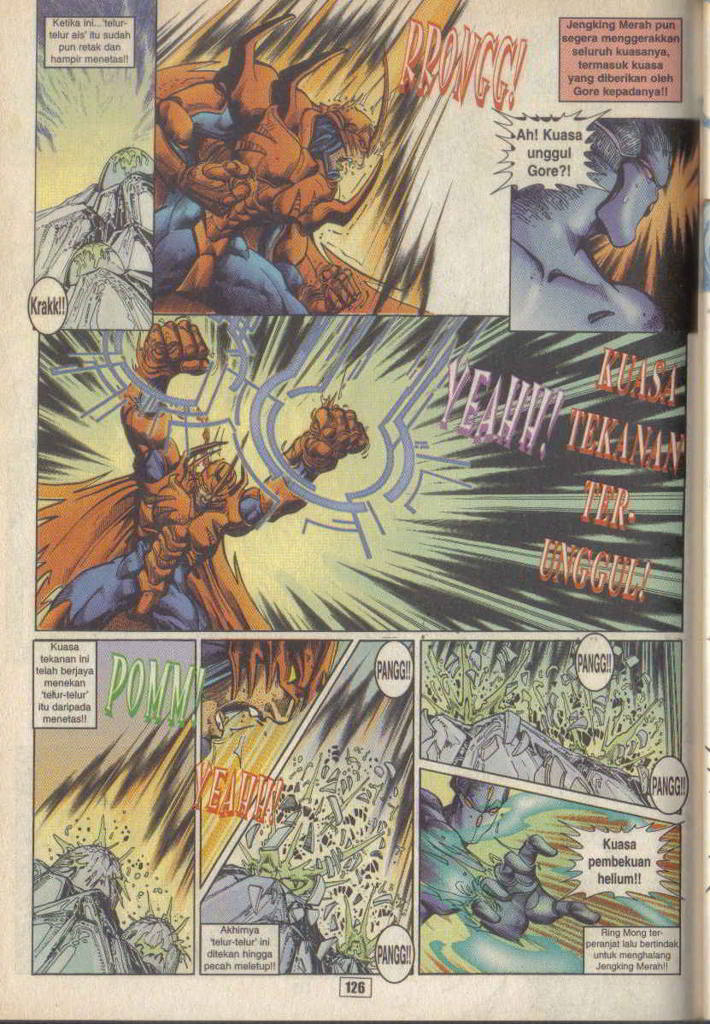 Ketika ini...'telur-
telur ais' itu sudah
pun retak dan
hampir menetas!!
Krakk!!
RRONGG!
Jengking Merah pun
segera menggerakkan
seluruh kuasanya,
termasuk kuasa
yang diberikan oleh
Gore kepadanya!!
Ah! Kuasa
unggul
Gore?!
YEAHH!
KUASA
TEKANAN
TER-
UNGGUL!
Kuasa
tekanan ini
telah berjaya
menekan
'telur-telur'
itu daripada
menetas!!
POMM!
YEAHH!
PANGG!!
Akhirnya
'telur-telur' ini
ditekan hingga
pecah meletup!!
PANGG!!
PANGG!!
PANGG!!
Kuasa
pembekuan
helium!!
Ring Mong ter-
peranjat lalu bertindak
untuk menghalang
Jengking Merah!!
126